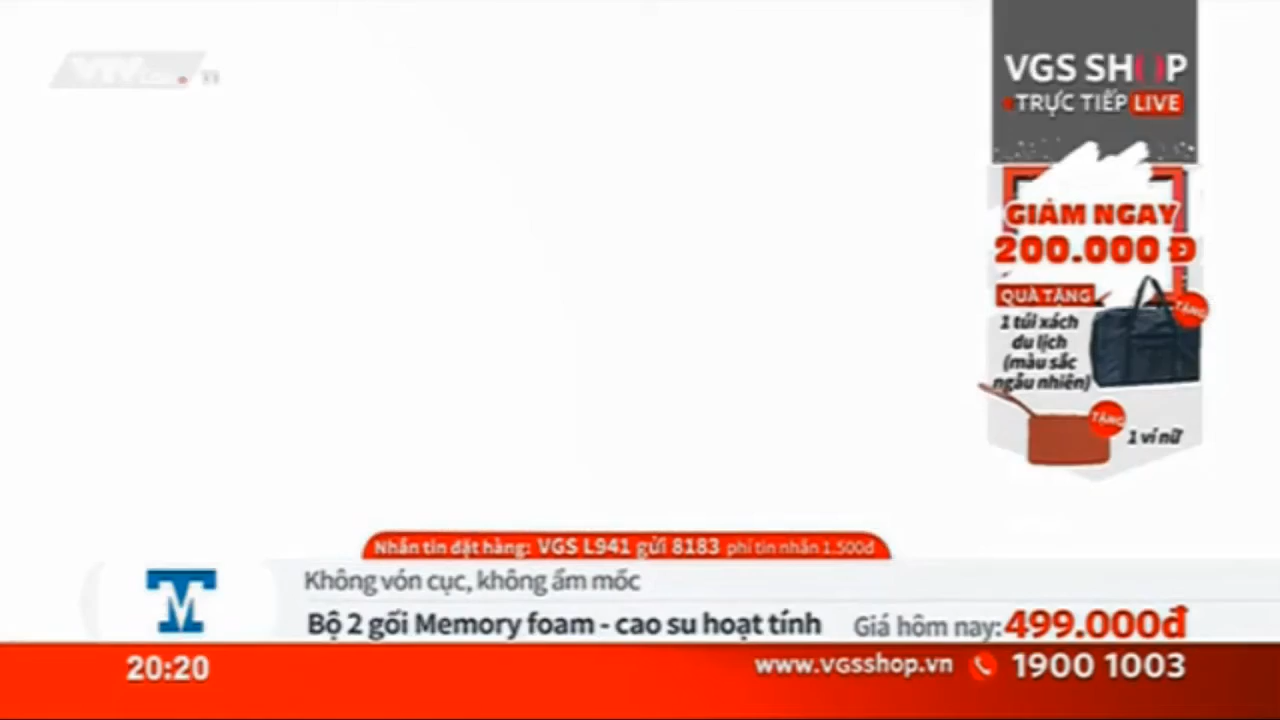 VTV
VGS SHOP
TRỰC TIẾP LIVE
GIẢM NGAY
200.000 Đ
QUÀ TẶNG
TẶNG
1 túi xách
du lịch
(màu sắc
ngẫu nhiên)
TẶNG
1 ví nữ
Nhắn tin đặt hàng: VGS L941 gửi 8183 phí tin nhắn 1.500đ
Không vón cục, không ẩm mốc
Bộ 2 gối Memory foam - cao su hoạt tính
Giá hôm nay: 499.000đ
20:20
www.vgsshop.vn
1900 1003